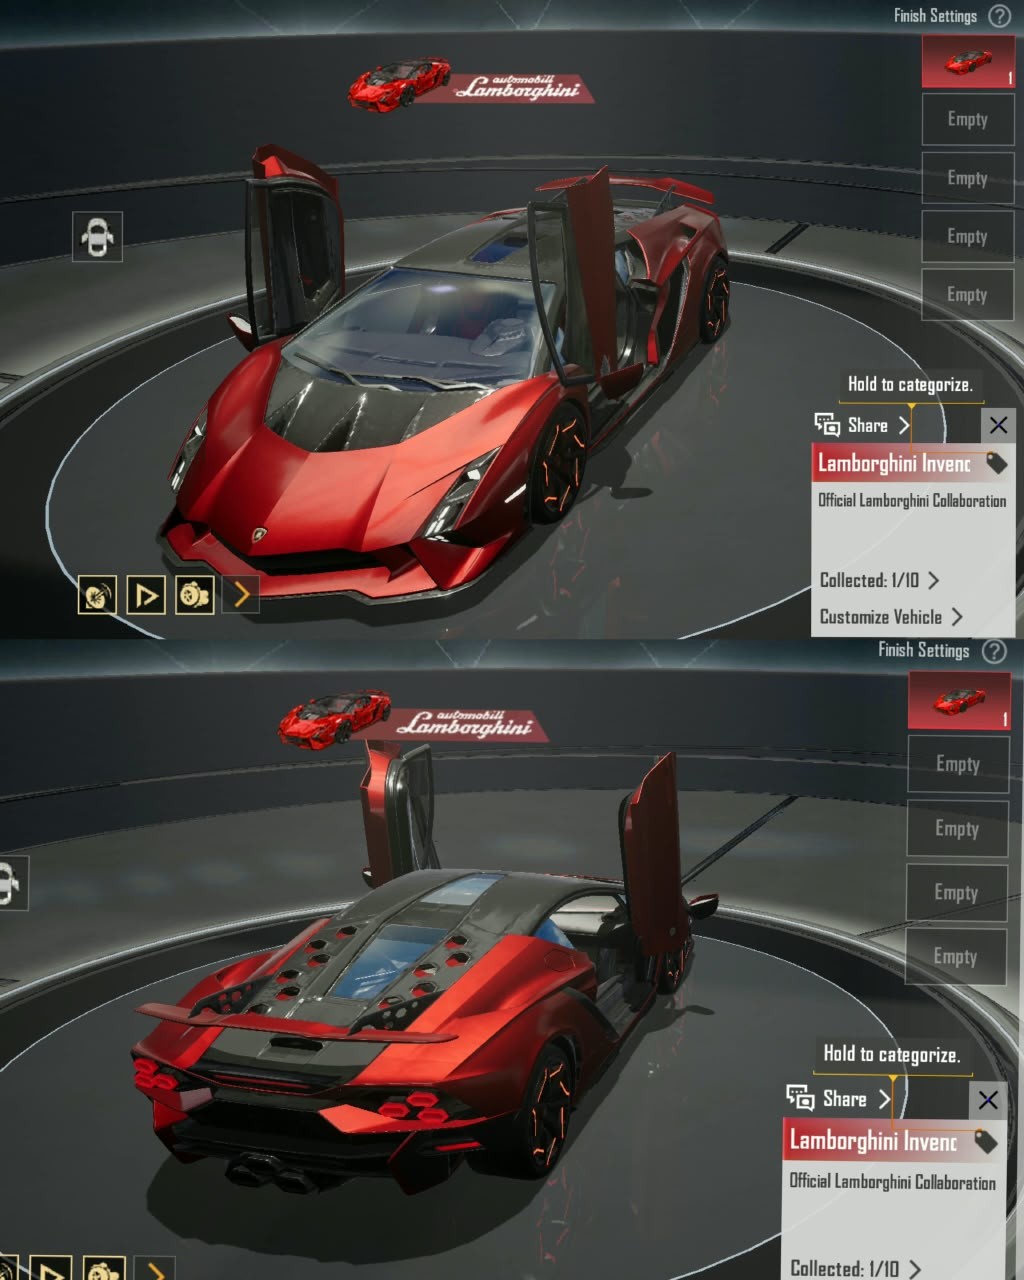 Finish Settings ?
automobili
Lamborghini
1
Empty
Empty
Empty
Empty
Hold to categorize.
Share
Lamborghini Invenc
Official Lamborghini Collaboration
Collected: 1/10
Customize Vehicle
Finish Settings ?
automobili
Lamborghini
1
Empty
Empty
Empty
Empty
Hold to categorize.
Share
Lamborghini Invenc
Official Lamborghini Collaboration
Collected: 1/10